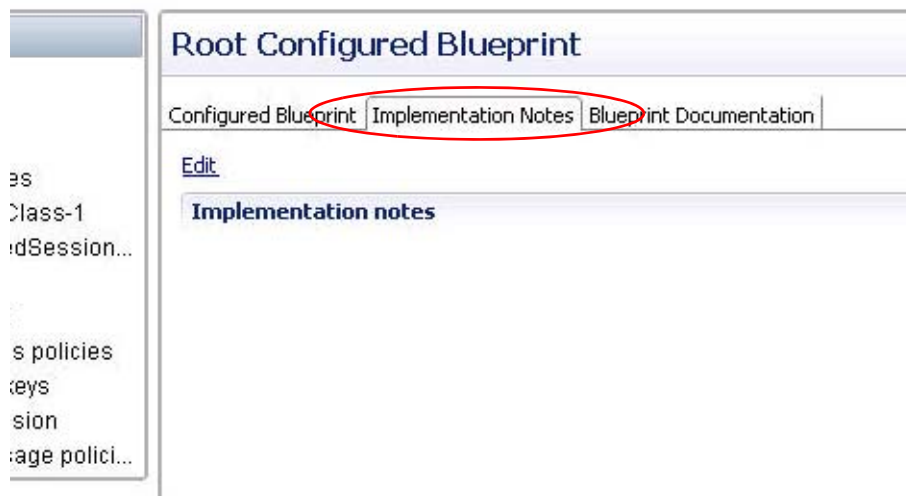 Root Configured Blueprint
Configured Blueprint Implementation Notes Blueprint Documentation
Edit
Implementation notes
es
Class-1
edSession...
s policies
keys
sion
sage polici...